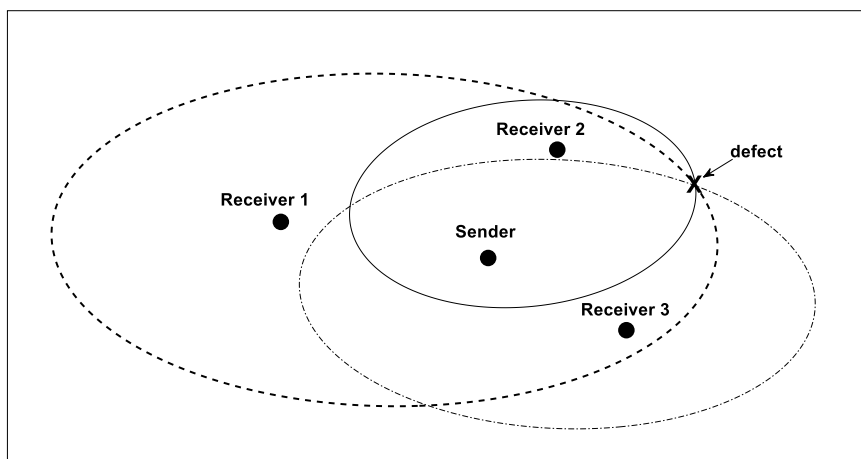 Receiver 2
defect
Receiver 1
Sender
X
Receiver 3